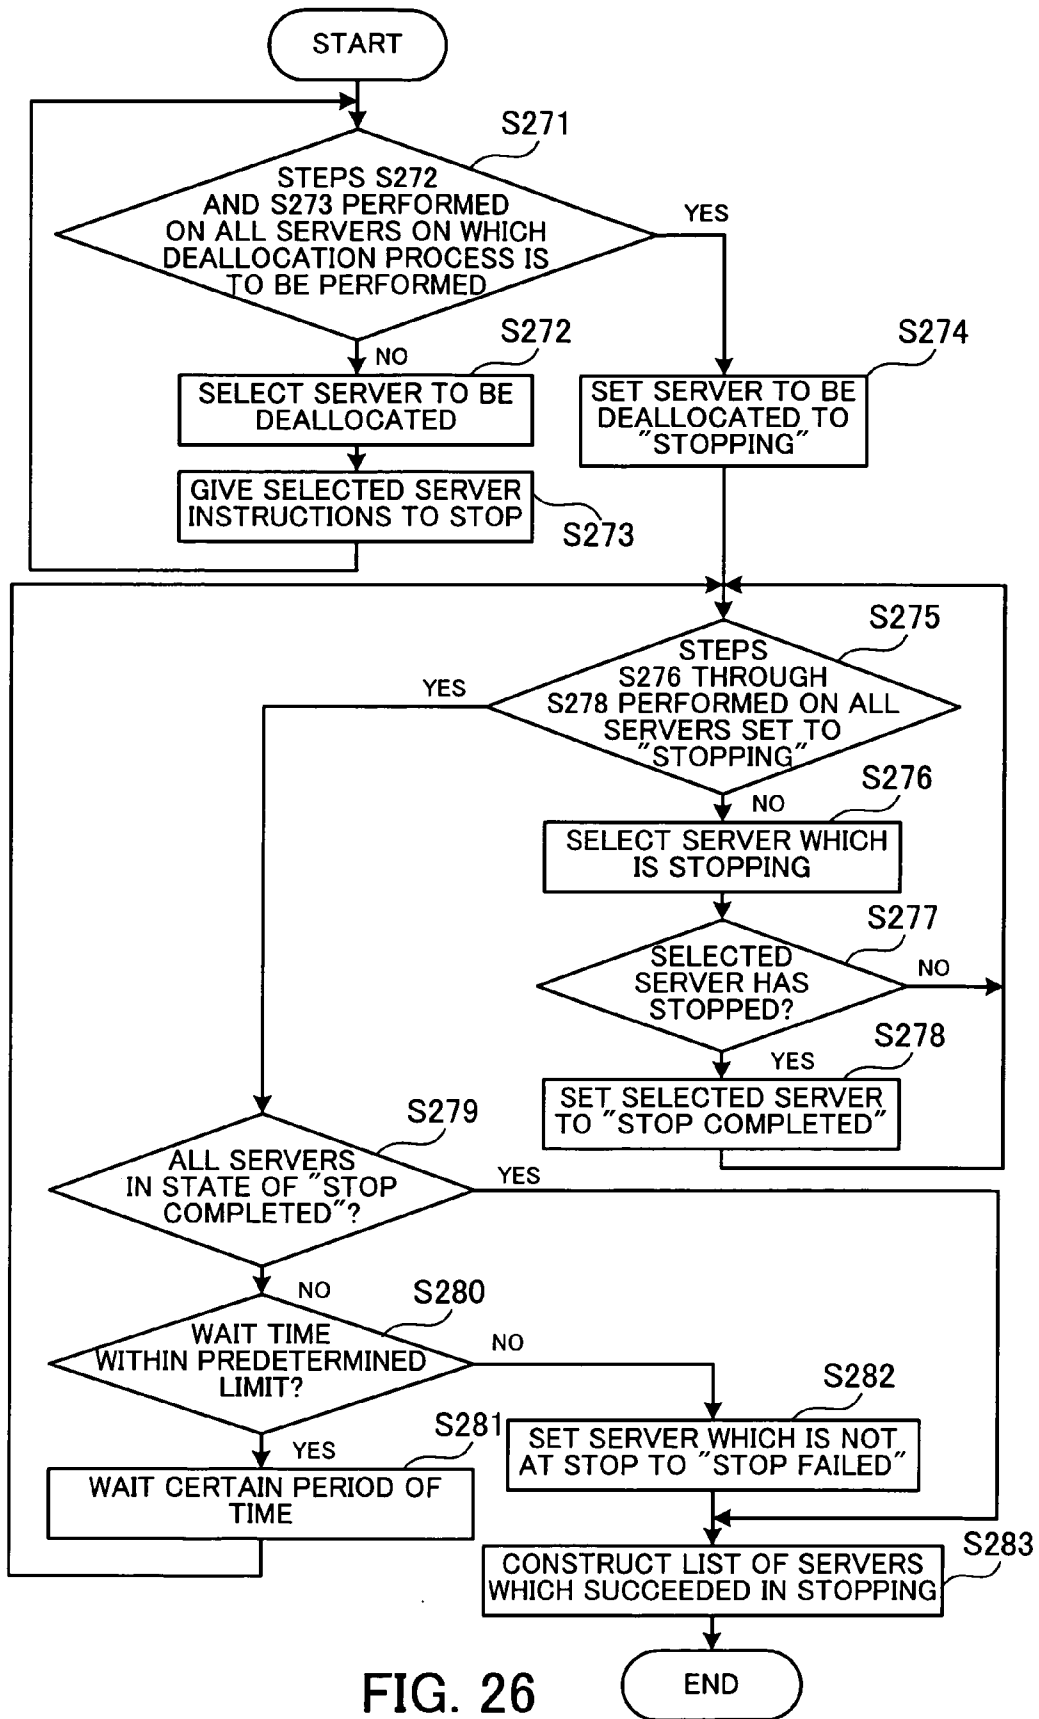 START
S271
STEPS S272
AND S273 PERFORMED
ON ALL SERVERS ON WHICH
DEALLOCATION PROCESS IS
TO BE PERFORMED
YES
NO
S272
SELECT SERVER TO BE
DEALLOCATED
S274
SET SERVER TO BE
DEALLOCATED TO
"STOPPING"
GIVE SELECTED SERVER
INSTRUCTIONS TO STOP
S273
S275
STEPS
S276 THROUGH
S278 PERFORMED ON ALL
SERVERS SET TO
"STOPPING"
YES
NO
S276
SELECT SERVER WHICH
IS STOPPING
S277
SELECTED
SERVER HAS
STOPPED?
NO
YES
S278
SET SELECTED SERVER
TO "STOP COMPLETED"
S279
ALL SERVERS
IN STATE OF "STOP
COMPLETED"?
YES
NO
S280
WAIT TIME
WITHIN PREDETERMINED
LIMIT?
NO
YES
S281
WAIT CERTAIN PERIOD OF
TIME
S282
SET SERVER WHICH IS NOT
AT STOP TO "STOP FAILED"
S283
CONSTRUCT LIST OF SERVERS
WHICH SUCCEEDED IN STOPPING
END
FIG. 26